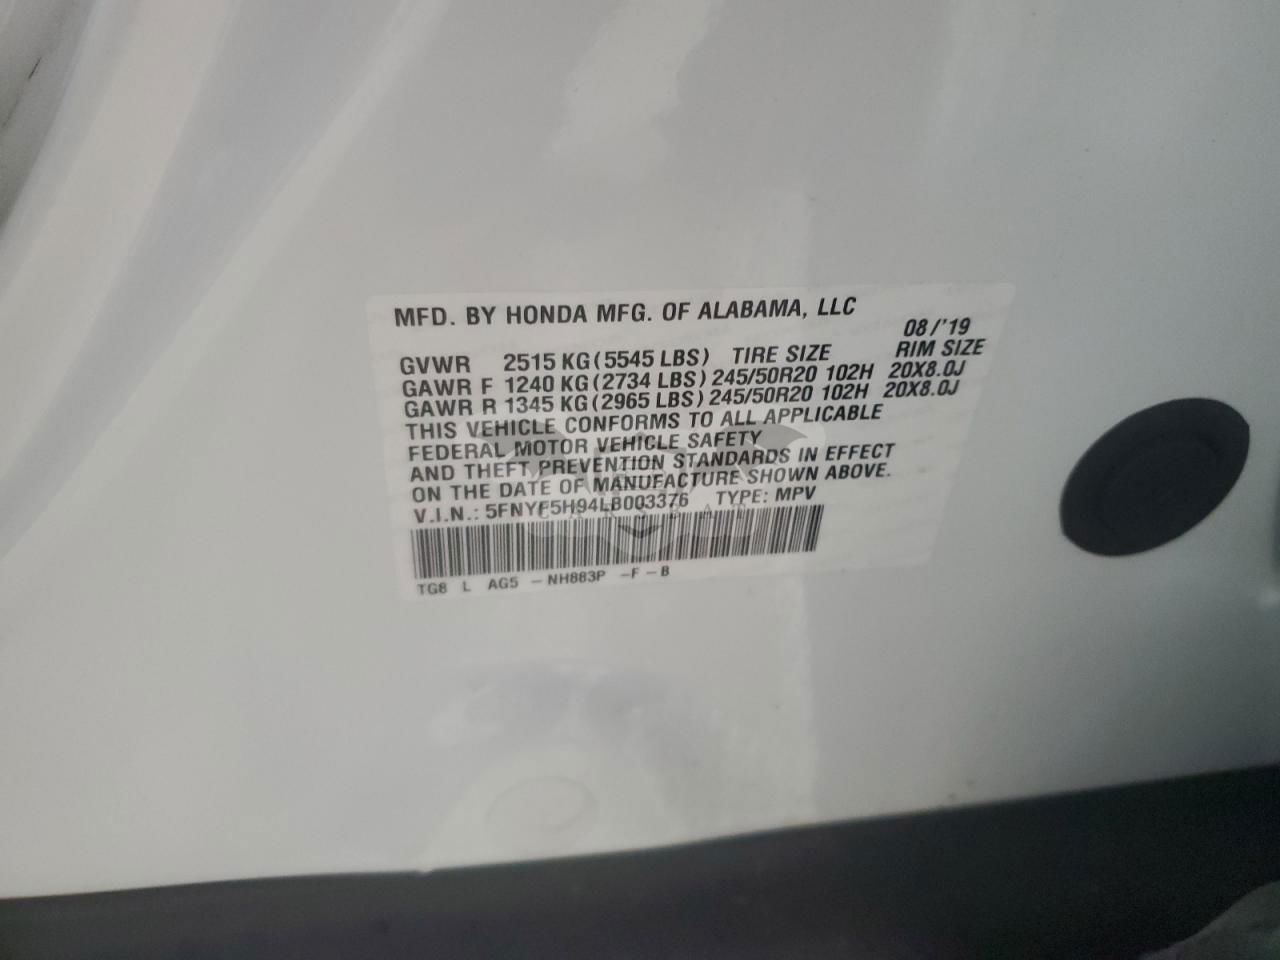 MFD. BY HONDA MFG. OF ALABAMA, LLC
08/'19
GVWR 2515 KG (5545 LBS) TIRE SIZE RIM SIZE
GAWR F 1240 KG (2734 LBS) 245/50R20 102H 20X8.0J
GAWR R 1345 KG (2965 LBS) 245/50R20 102H 20X8.0J
THIS VEHICLE CONFORMS TO ALL APPLICABLE
FEDERAL MOTOR VEHICLE SAFETY
AND THEFT PREVENTION STANDARDS IN EFFECT
ON THE DATE OF MANUFACTURE SHOWN ABOVE.
V.I.N.: 5FNYF5H94LB003376 TYPE: MPV
TG8 L AG5 -NH883P -F-B